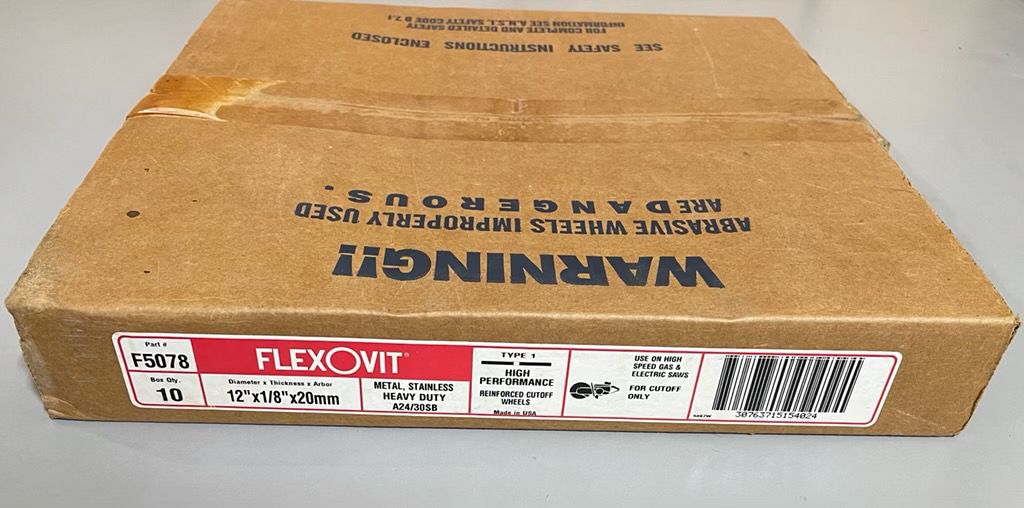 FOR COMPLETE AND DETAILED SAFETY
INFORMATION SEE A.N.S.I. SAFETY CODE B 7.1
SEE SAFETY INSTRUCTIONS ENCLOSED
WARNING!!
ABRASIVE WHEELS IMPROPERLY USED
ARE DANGEROUS.
Part #
F5078
Box Qty.
10
FLEXOVIT®
Diameter x Thickness x Arbor
12"x1/8"x20mm
METAL, STAINLESS
HEAVY DUTY
A24/30SB
TYPE 1
HIGH
PERFORMANCE
REINFORCED CUTOFF
WHEELS
Made in USA
USE ON HIGH
SPEED GAS &
ELECTRIC SAWS
FOR CUTOFF
ONLY
30763715154024